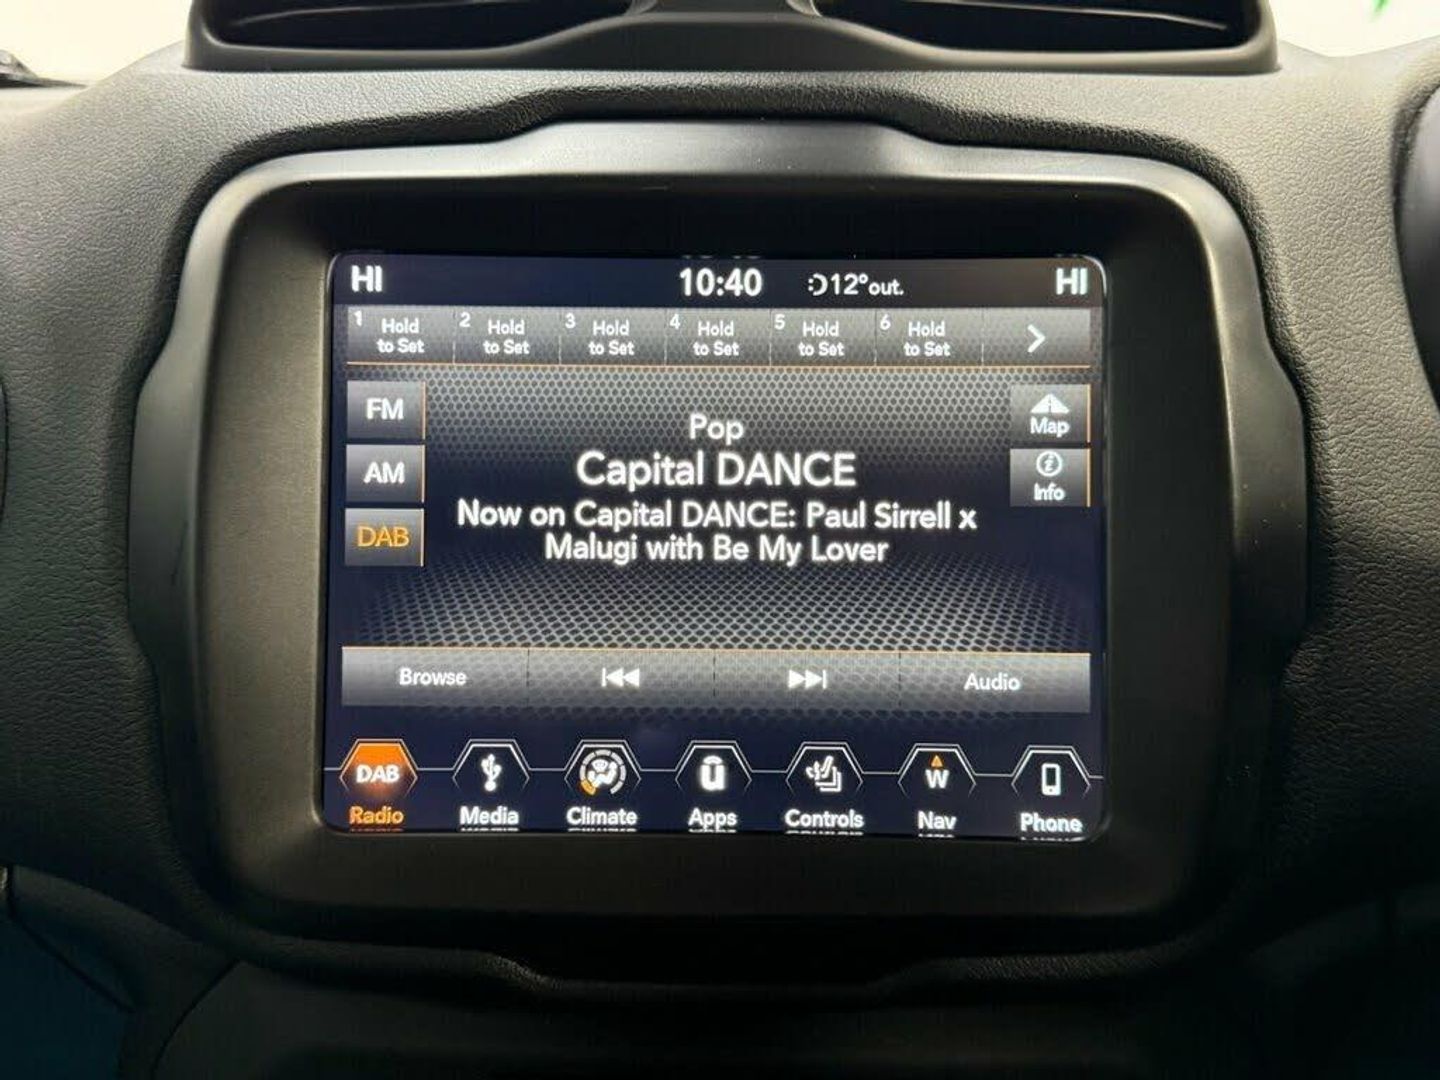 HI 10:40 12°out. HI
1 Hold to Set 2 Hold to Set 3 Hold to Set 4 Hold to Set 5 Hold to Set 6 Hold to Set
FM
AM
DAB
Pop
Capital DANCE
Now on Capital DANCE: Paul Sirrell x
Malugi with Be My Lover
Map
Info
Browse Audio
DAB W
Radio Media Climate Apps Controls Nav Phone